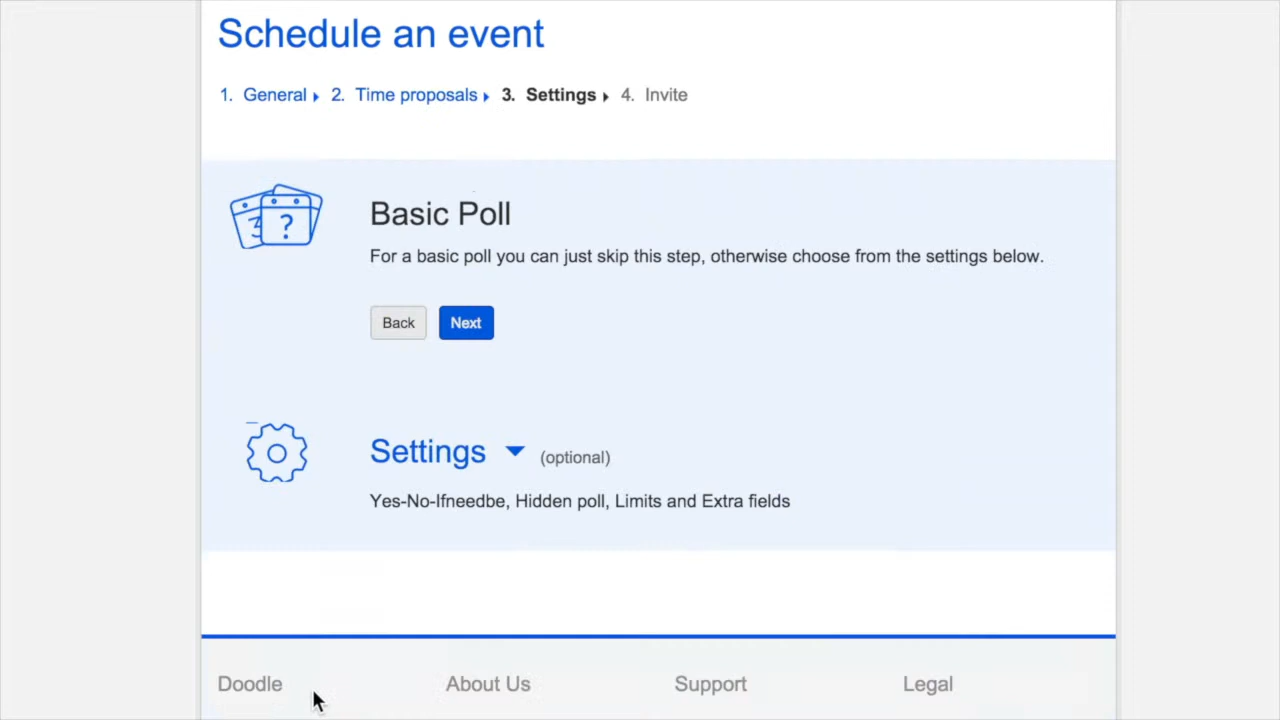 Schedule an event
1. General 2. Time proposals 3. Settings 4. Invite
3 ?
Basic Poll
For a basic poll you can just skip this step, otherwise choose from the settings below.
Back Next
Settings (optional)
Yes-No-Ifneedbe, Hidden poll, Limits and Extra fields
Doodle About Us Support Legal